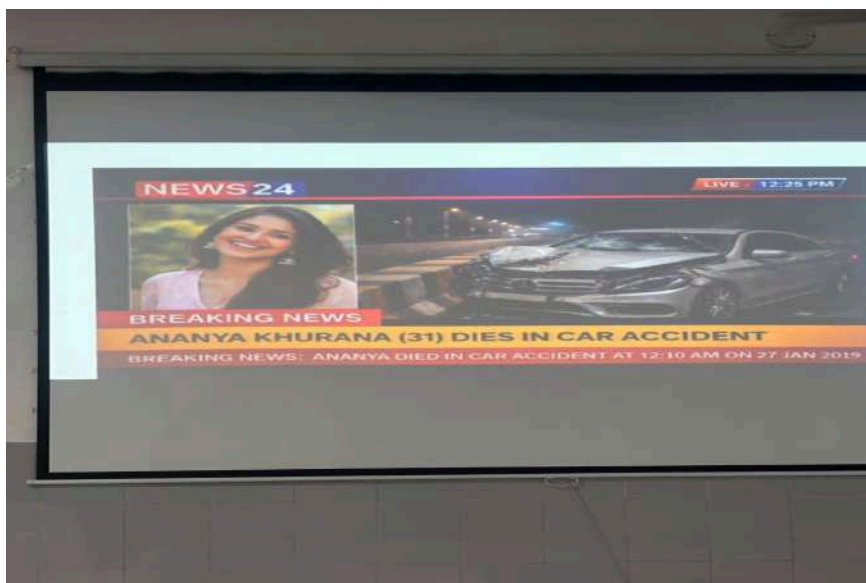 NEWS24
LIVE 12:25 PM
BREAKING NEWS
ANANYA KHURANA (31) DIES IN CAR ACCIDENT
BREAKING NEWS: ANANYA DIED IN CAR ACCIDENT AT 12:10 AM ON 27 JAN 2019